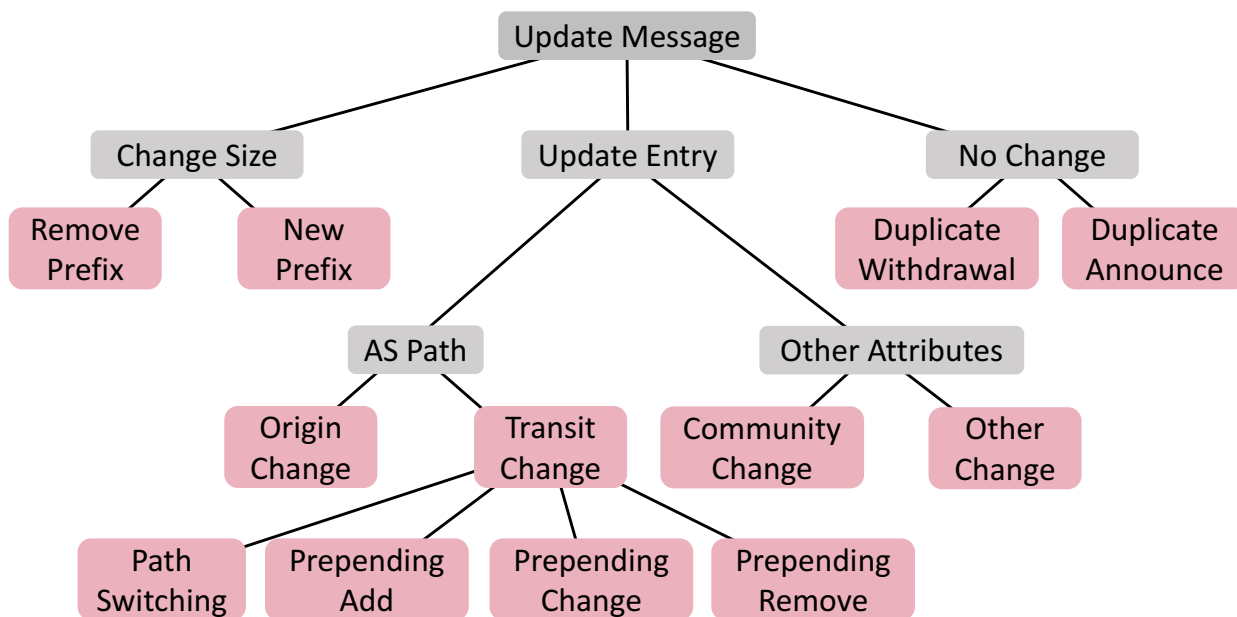 Update Message
Change Size
Update Entry
No Change
Remove
Prefix
New
Prefix
Duplicate
Withdrawal
Duplicate
Announce
AS Path
Other Attributes
Origin
Change
Transit
Change
Community
Change
Other
Change
Path
Switching
Prepending
Add
Prepending
Change
Prepending
Remove